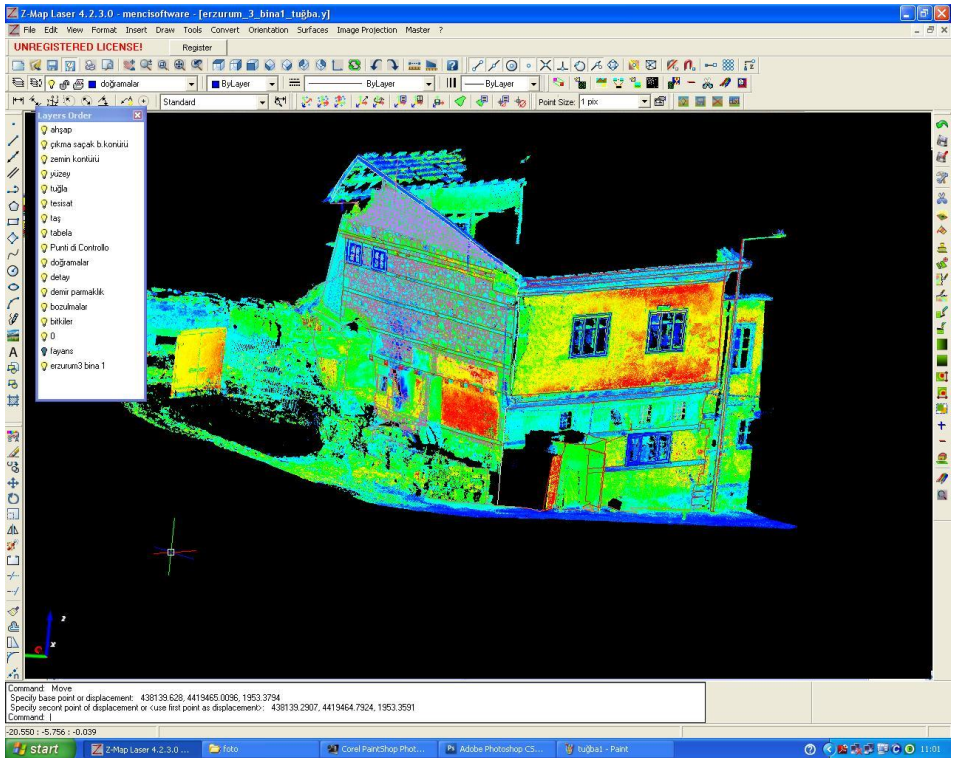 Z-Map Laser 4.2.3.0 - mencisoftware - [erzurum_3_bina1_tuğba.y]
File Edit View Format Insert Draw Tools Convert Orientation Surfaces Image Projection Master ?
UNREGISTERED LICENSE! Register
doğramalar ByLayer ByLayer ByLayer
Standard Point Size: 1 pix
Layers Order
ahşap
çıkma saçak b.konürü
zemin kontürü
yüzey
tuğla
tesisat
taş
tabela
Punti di Controllo
doğramalar
detay
demir parmaklık
bozulmalar
bitkiler
0
fayans
erzurum3 bina 1
A
z
x
Command: Move
Specify base point or displacement: 438139.628, 4419465.0096, 1953.3794
Specify secont point of displacement or <use first point as displacement>: 438139.2907, 4419464.7924, 1953.3591
Command:
-20.550 : -5.756 : -0.039
start Z-Map Laser 4.2.3.0 ... foto Corel PaintShop Phot... Adobe Photoshop CS... tuğba1 - Paint 11:01